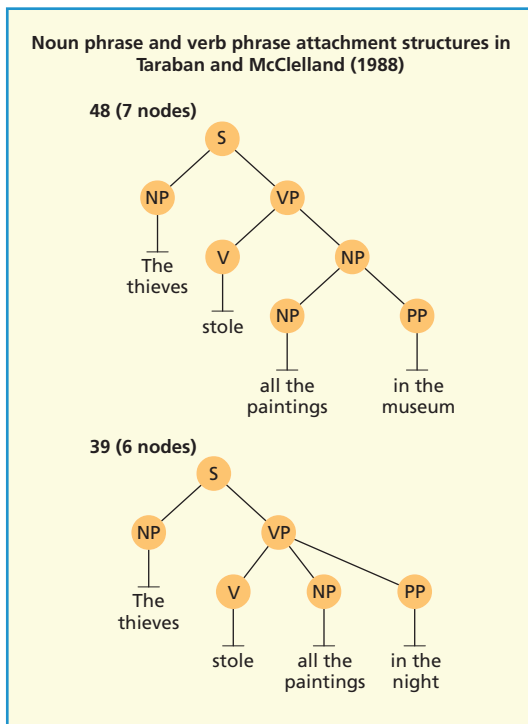 Noun phrase and verb phrase attachment structures in
Taraban and McClelland (1988)
48 (7 nodes)
S
NP
VP
The
thieves
V
NP
stole
NP
PP
all the
paintings
in the
museum
39 (6 nodes)
S
NP
VP
The
thieves
V
NP
PP
stole
all the
paintings
in the
night